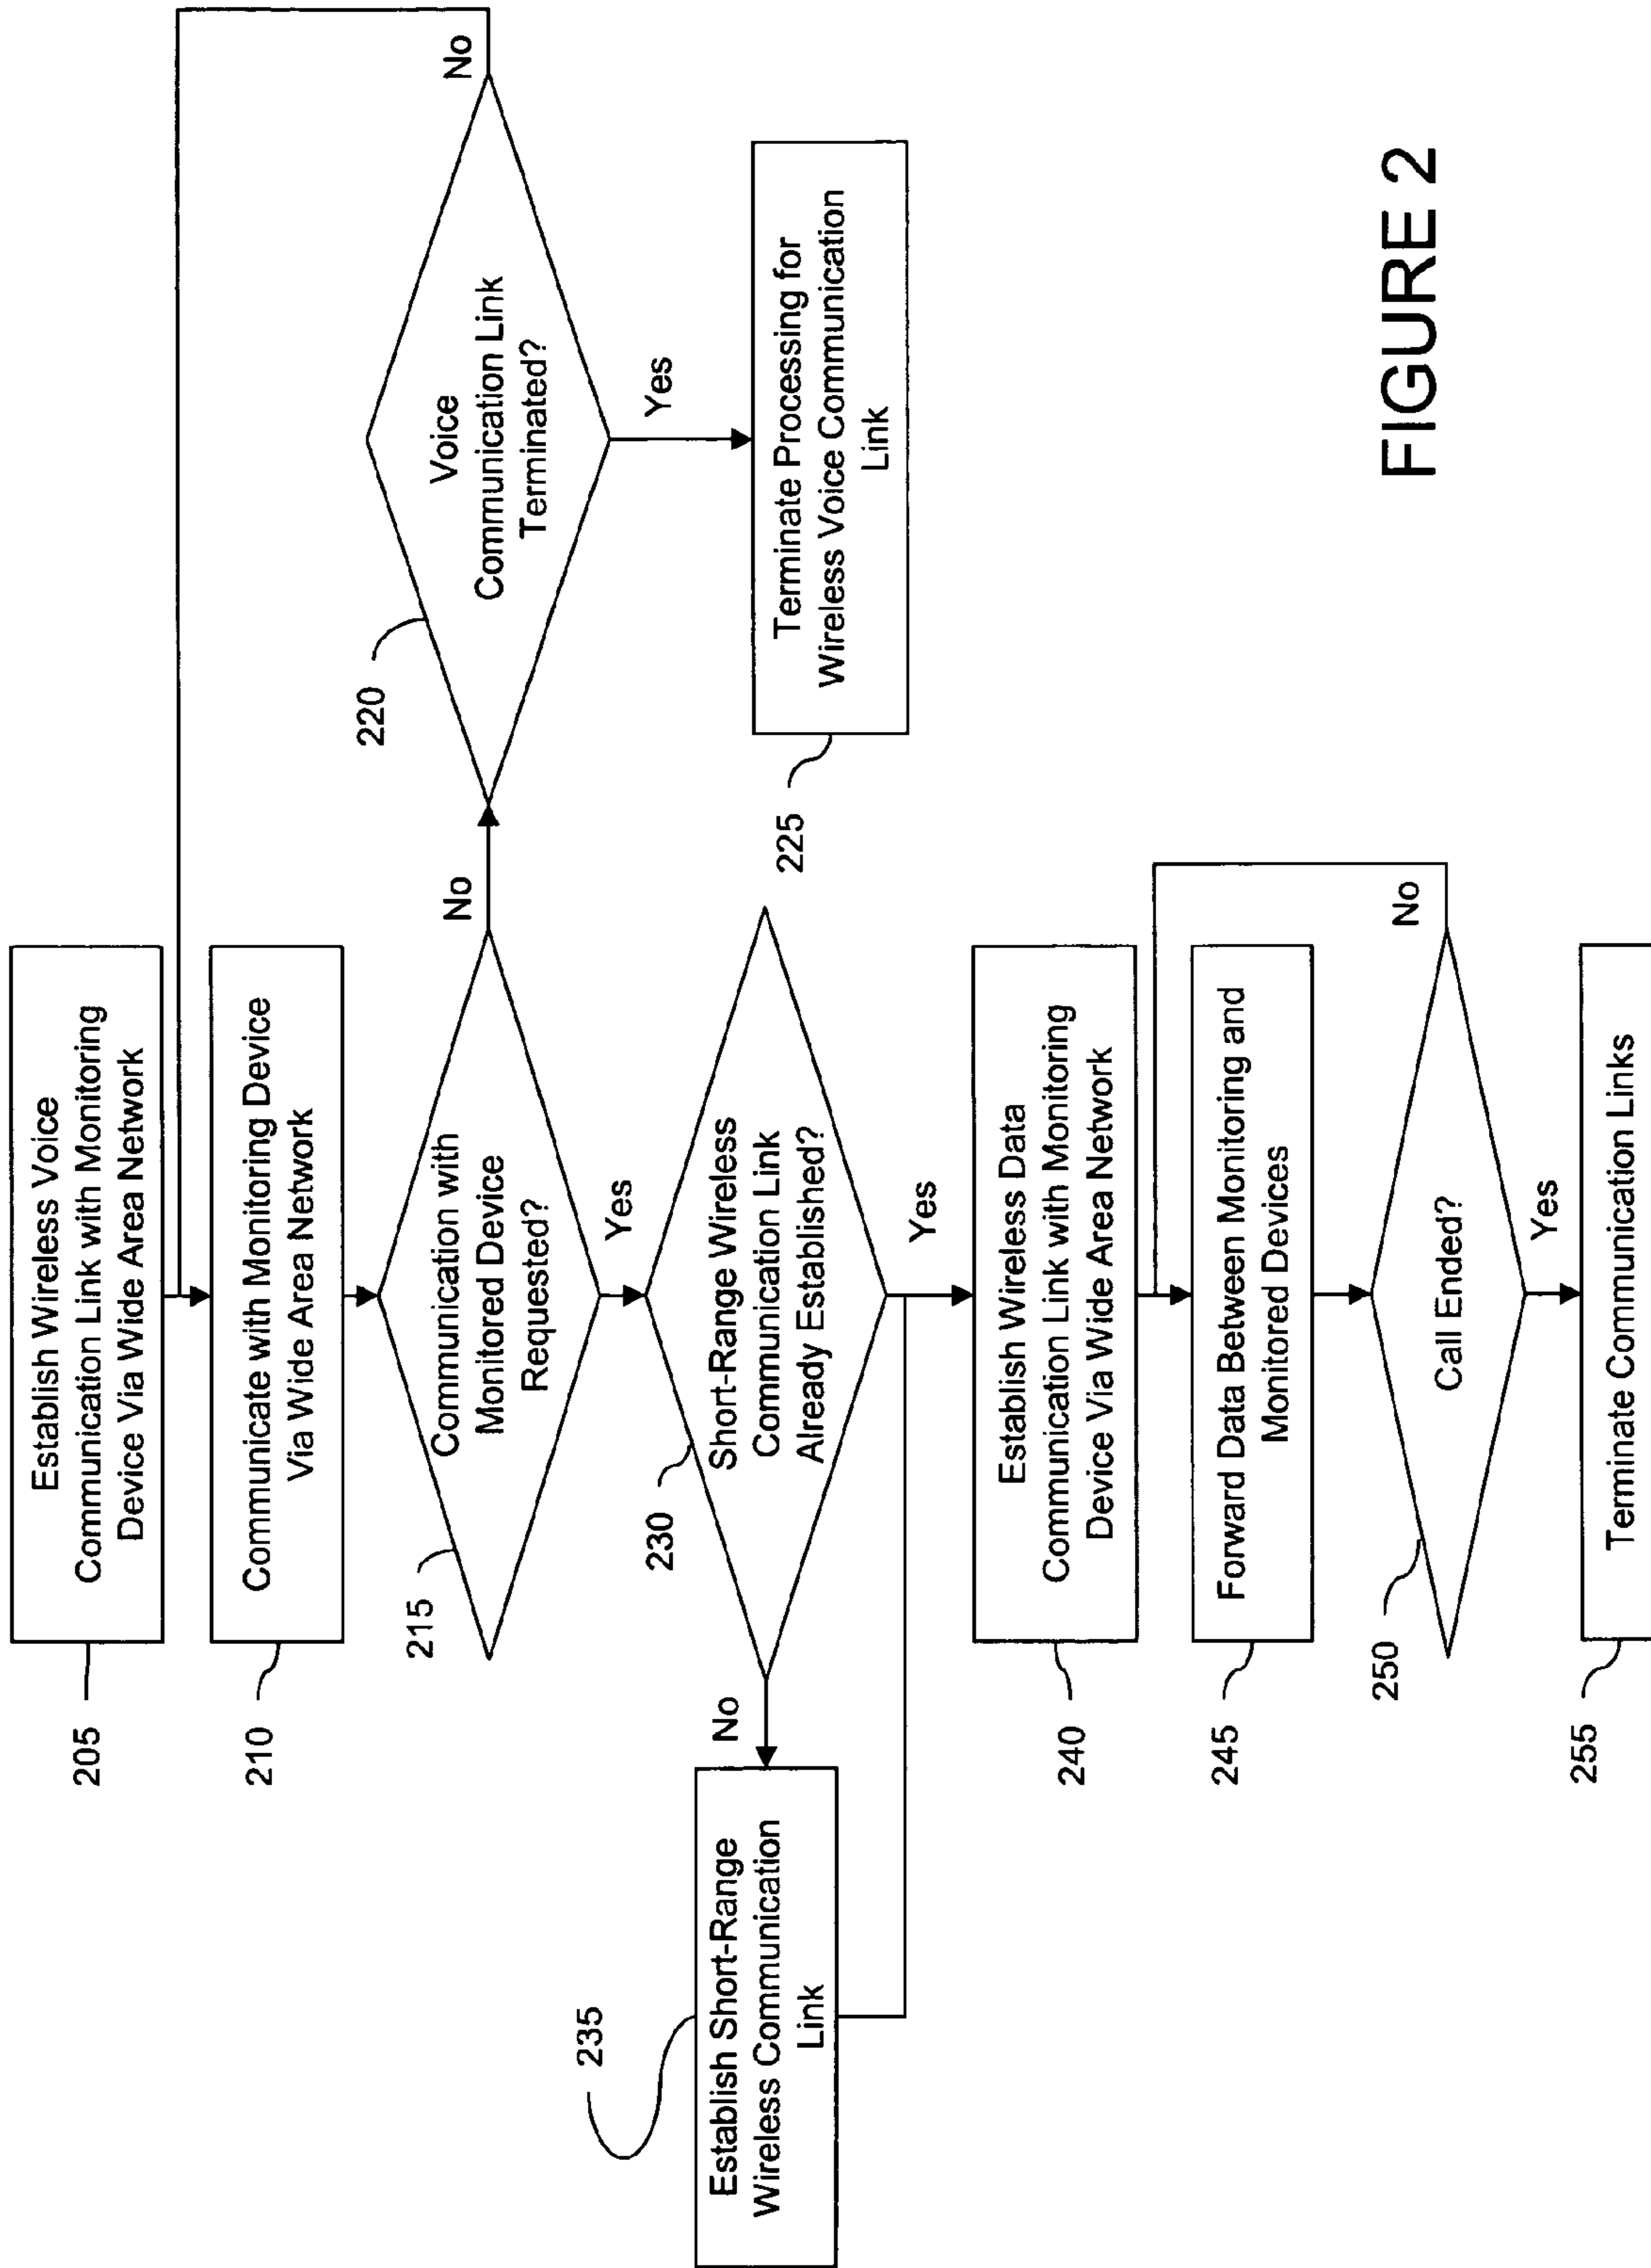 205
Establish Wireless Voice
Communication Link with Monitoring
Device Via Wide Area Network
210
Communicate with Monitoring Device
Via Wide Area Network
215
Communication with
Monitored Device
Requested?
No
Yes
220
Voice
Communication Link
Terminated?
No
Yes
225
Terminate Processing for
Wireless Voice Communication
Link
230
Short-Range Wireless
Communication Link
Already Established?
No
Yes
235
Establish Short-Range
Wireless Communication
Link
240
Establish Wireless Data
Communication Link with Monitoring
Device Via Wide Area Network
245
Forward Data Between Monitoring and
Monitored Devices
250
Call Ended?
No
Yes
255
Terminate Communication Links
FIGURE 2